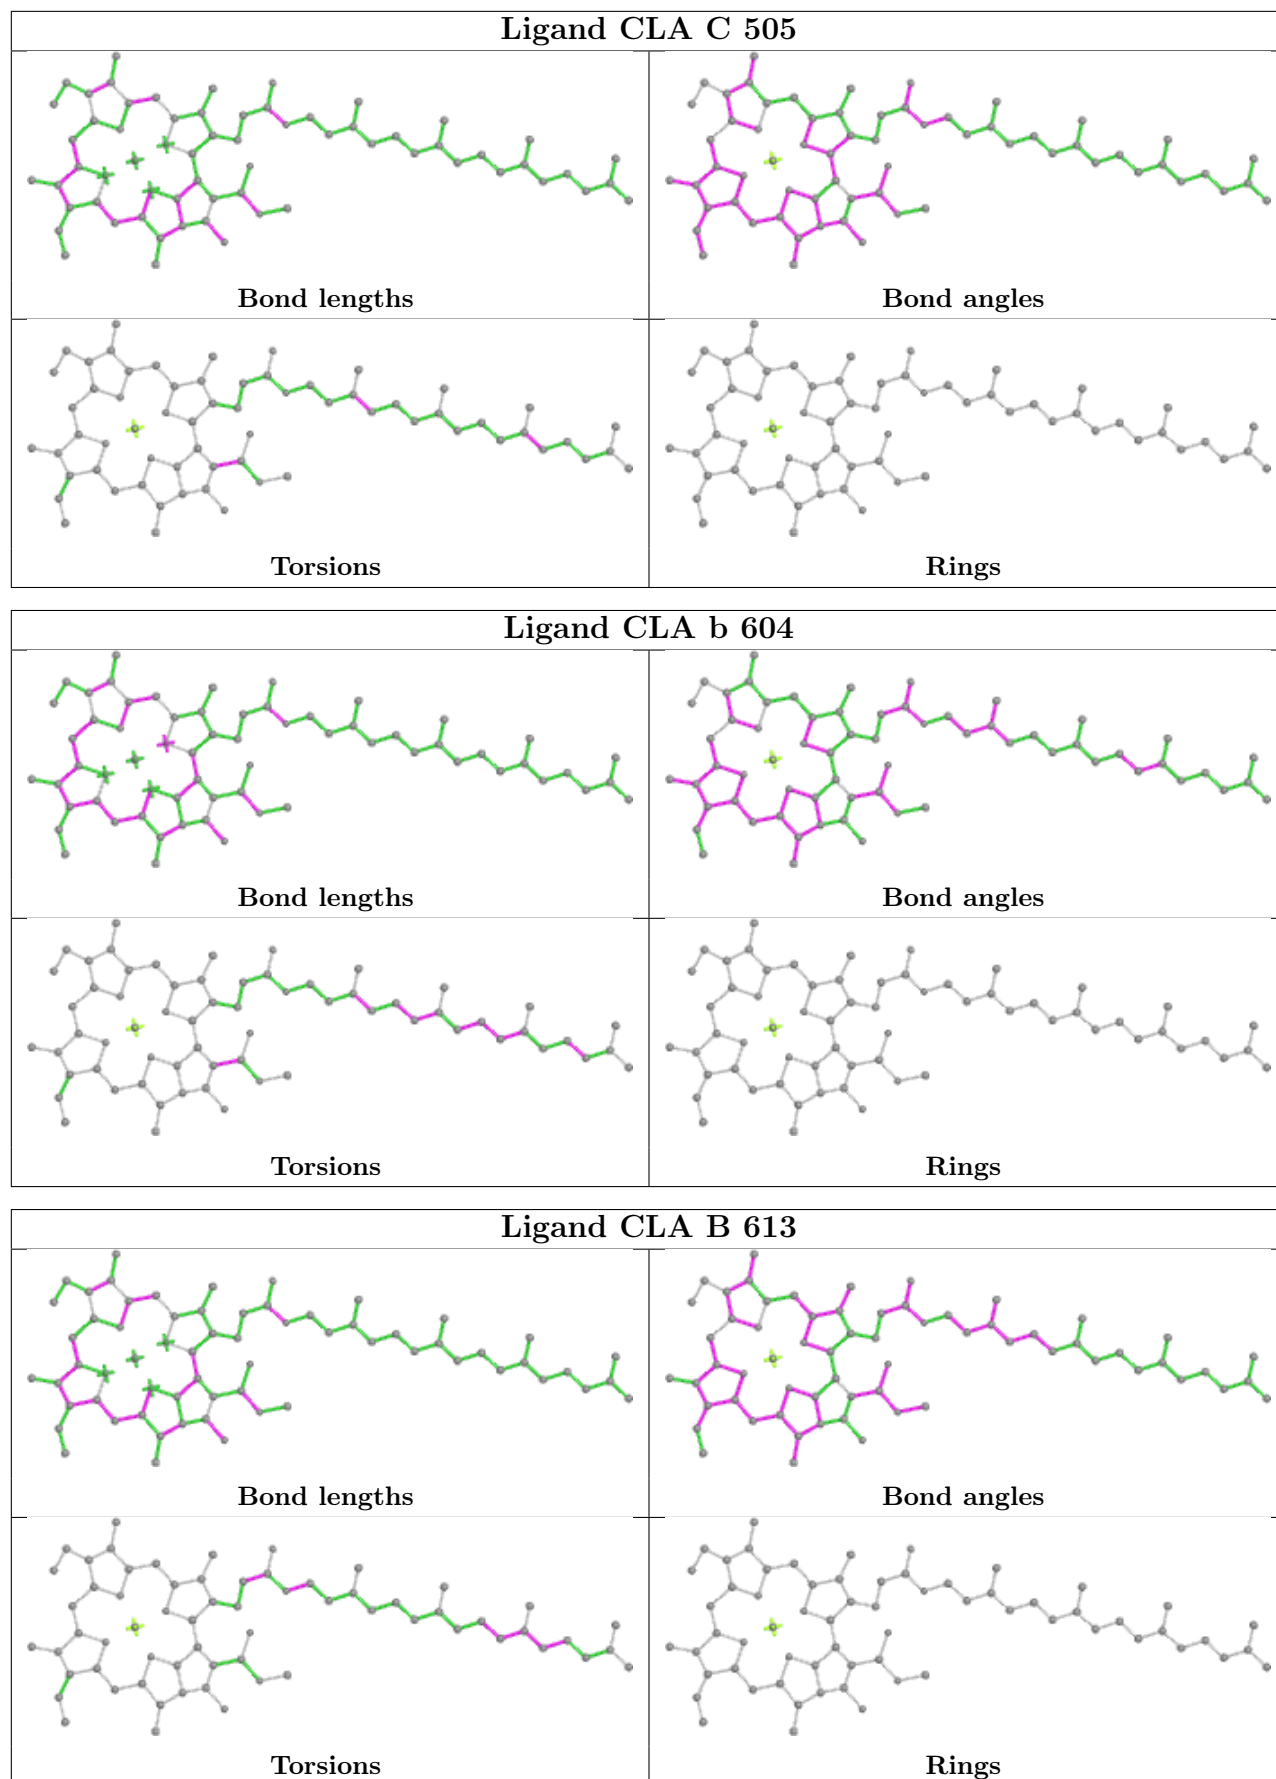 Ligand CLA C 505
Bond lengths
Bond angles
Torsions
Rings
Ligand CLA b 604
Bond lengths
Bond angles
Torsions
Rings
Ligand CLA B 613
Bond lengths
Bond angles
Torsions
Rings